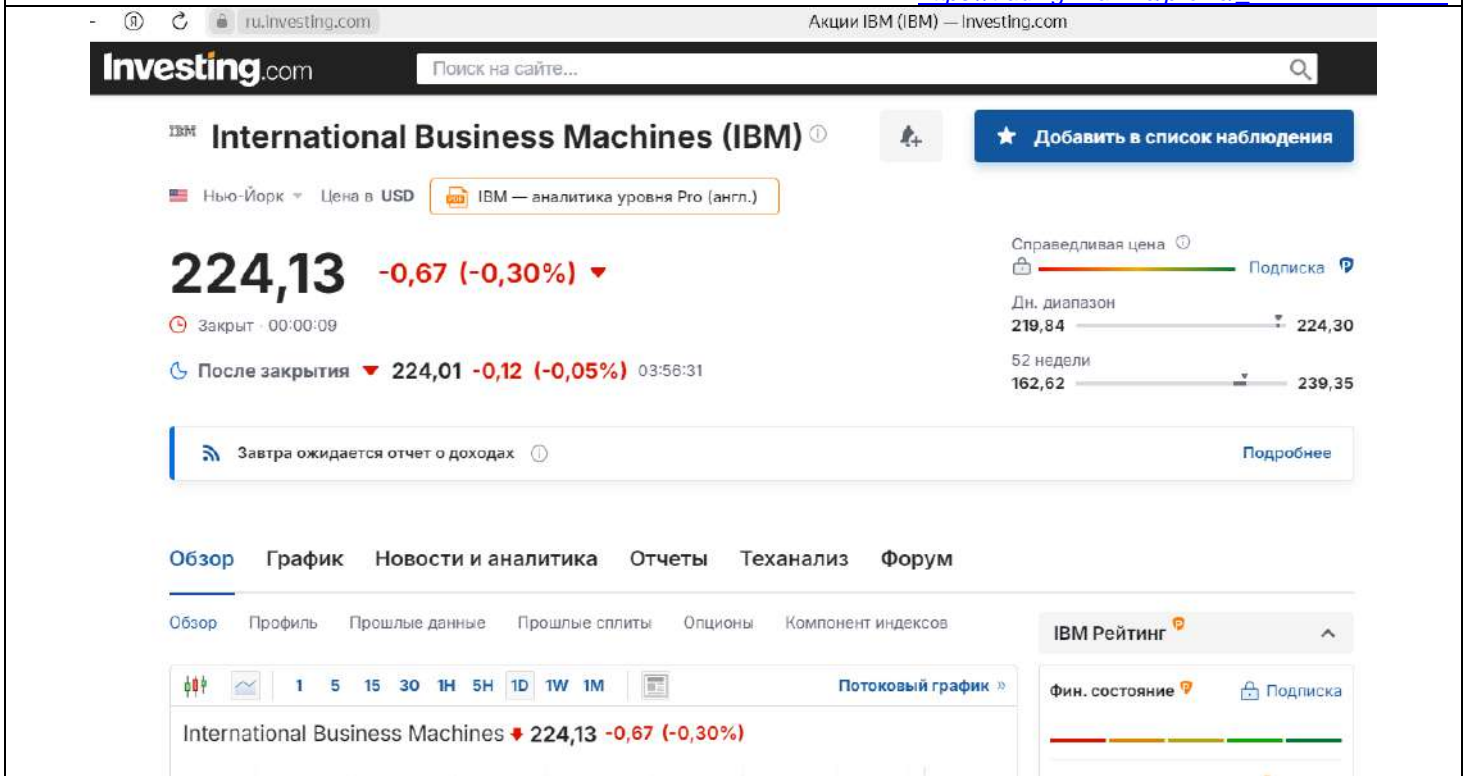 ru.investing.com Акции IBM (IBM) — Investing.com
Investing.com Поиск на сайте...
IBM International Business Machines (IBM) Добавить в список наблюдения
Нью-Йорк Цена в USD IBM — аналитика уровня Pro (англ.)
Справедливая цена
Подписка
224,13 -0,67 (-0,30%)
Дн. диапазон
219,84 224,30
Закрыт · 00:00:09
52 недели
162,62 239,35
После закрытия 224,01 -0,12 (-0,05%) 03:56:31
Завтра ожидается отчет о доходах Подробнее
Обзор График Новости и аналитика Отчеты Теханализ Форум
Обзор Профиль Прошлые данные Прошлые сплиты Опционы Компонент индексов
IBM Рейтинг
1 5 15 30 1H 5H 1D 1W 1M Потоковый график »
Фин. состояние Подписка
International Business Machines 224,13 -0,67 (-0,30%)